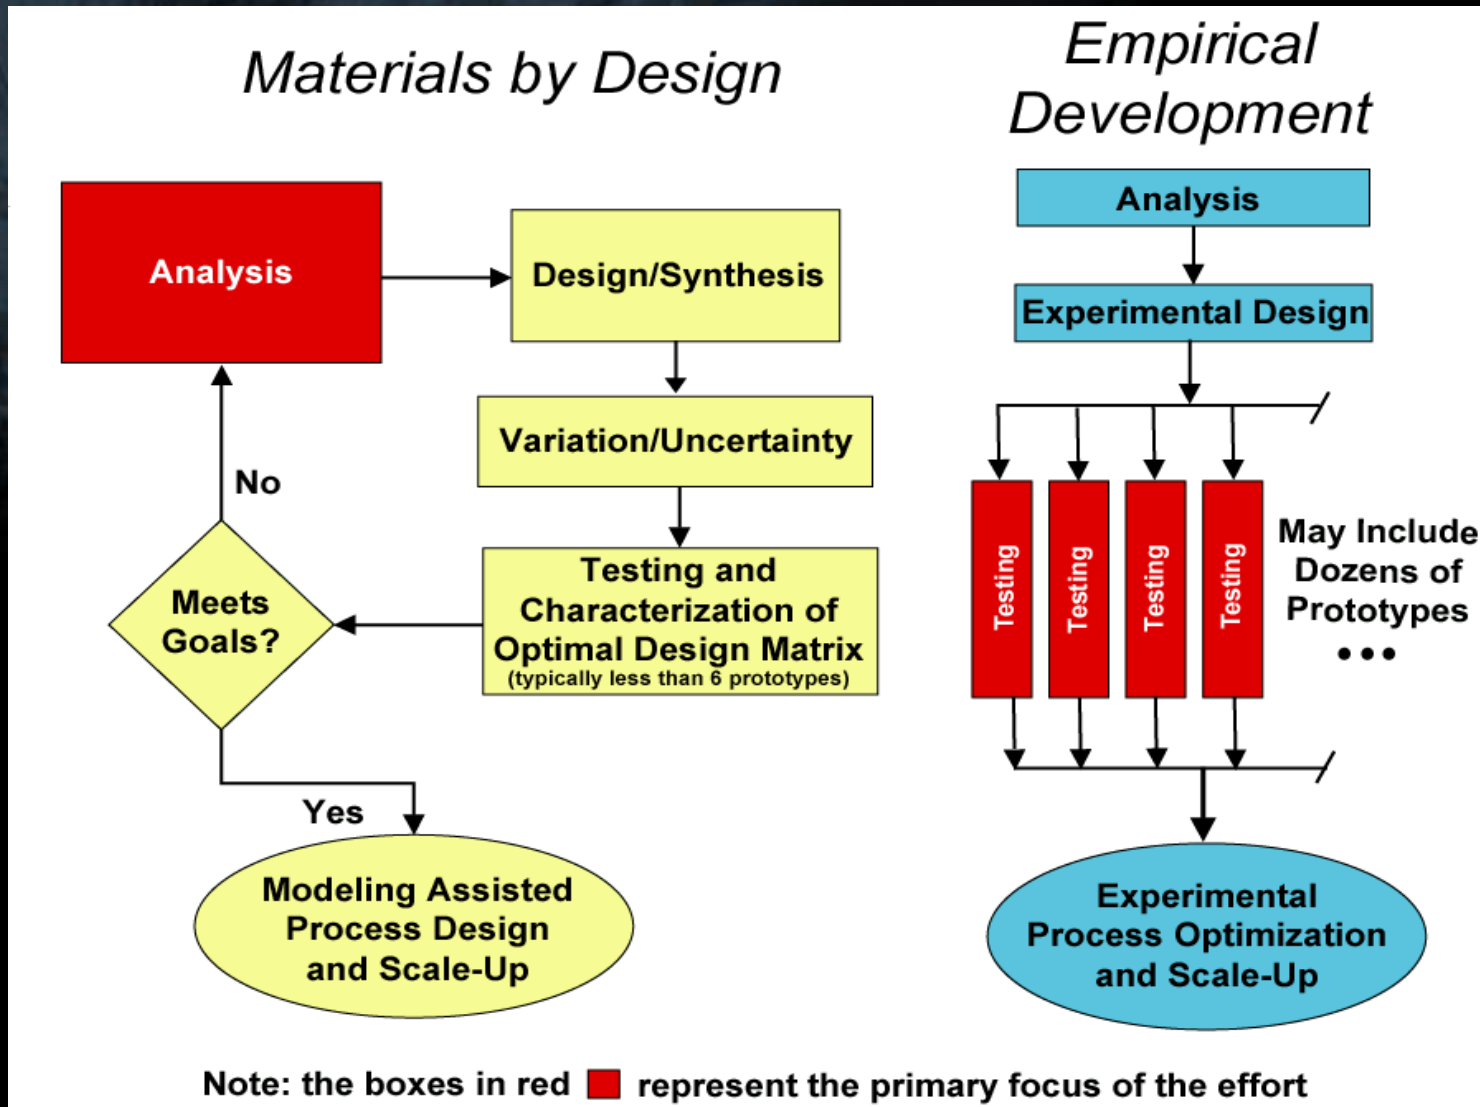 Materials by Design
Analysis
Design/Synthesis
Variation/Uncertainty
Testing and
Characterization of
Optimal Design Matrix
(typically less than 6 prototypes)
Meets
Goals?
No
Yes
Modeling Assisted
Process Design
and Scale-Up
Empirical
Development
Analysis
Experimental Design
Testing
Testing
Testing
Testing
May Include
Dozens of
Prototypes
•••
Experimental
Process Optimization
and Scale-Up
Note: the boxes in red represent the primary focus of the effort